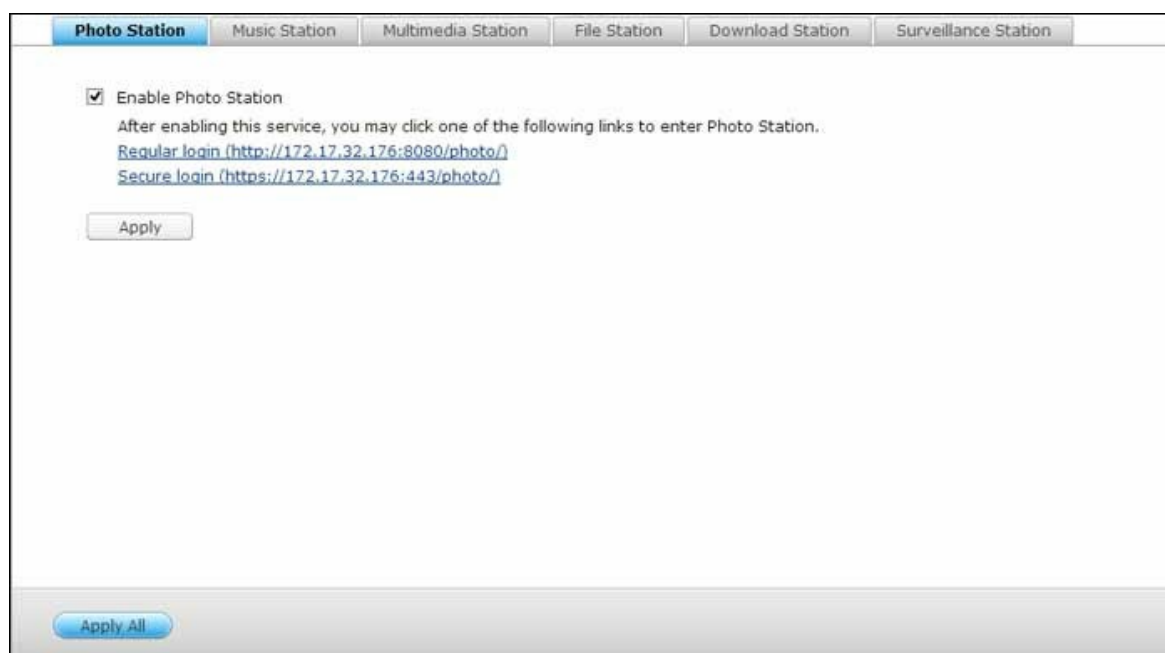 Photo Station Music Station Multimedia Station File Station Download Station Surveillance Station
Enable Photo Station
After enabling this service, you may click one of the following links to enter Photo Station.
Regular login (http://172.17.32.176:8080/photo/)
Secure login (https://172.17.32.176:443/photo/)
Apply
Apply All